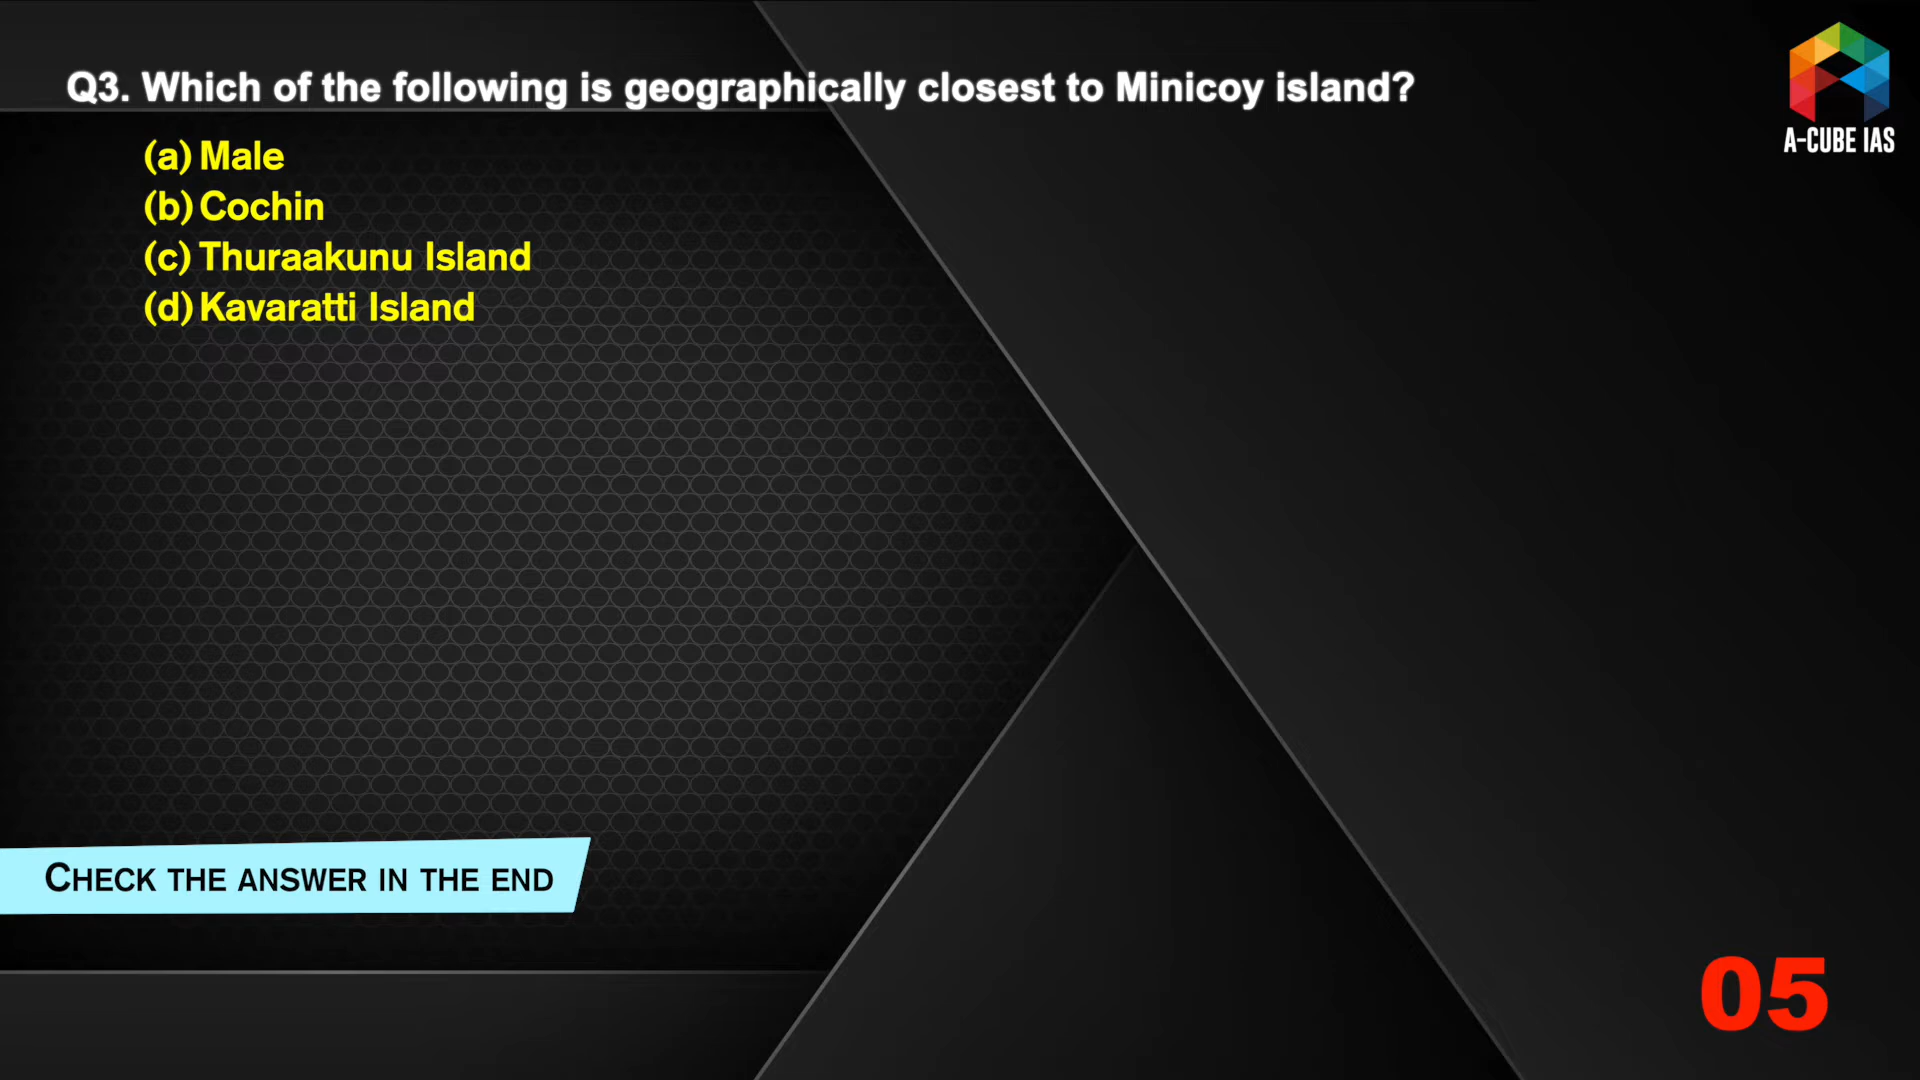 Q3. Which of the following is geographically closest to Minicoy island?
A-CUBE IAS
(a) Male
(b) Cochin
(c) Thuraakunu Island
(d) Kavaratti Island
CHECK THE ANSWER IN THE END
05